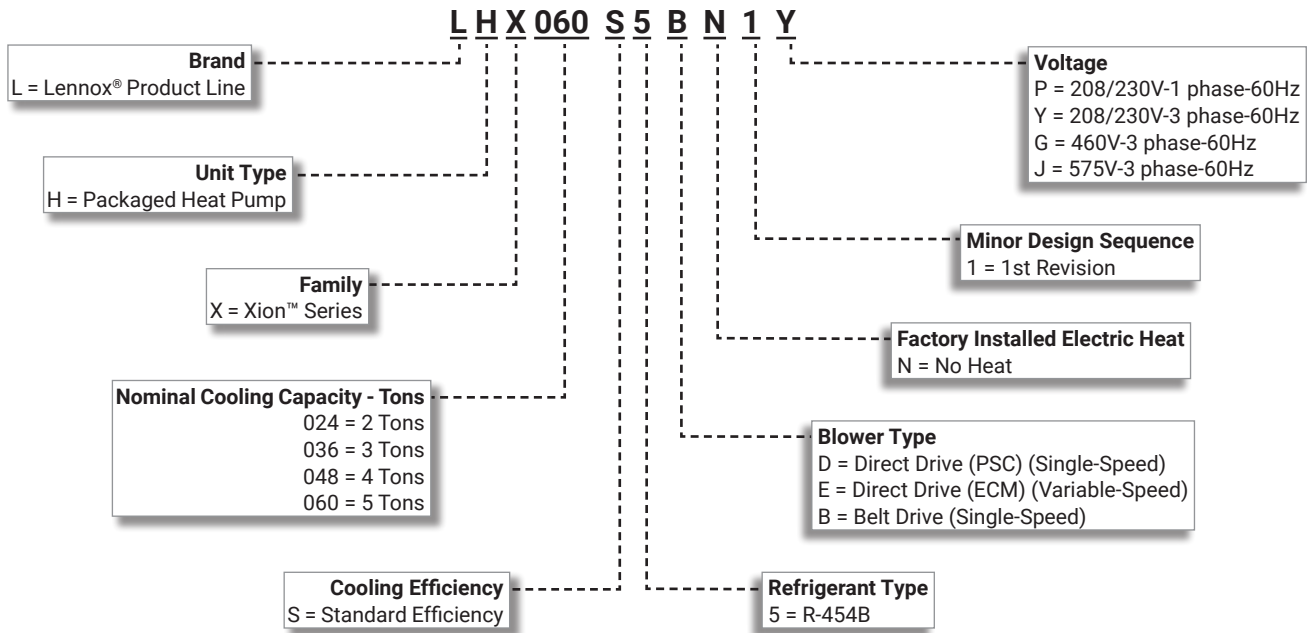 L H X 060 S 5 B N 1 Y
Brand
L = Lennox® Product Line
Unit Type
H = Packaged Heat Pump
Family
X = Xion™ Series
Nominal Cooling Capacity - Tons
024 = 2 Tons
036 = 3 Tons
048 = 4 Tons
060 = 5 Tons
Cooling Efficiency
S = Standard Efficiency
Voltage
P = 208/230V-1 phase-60Hz
Y = 208/230V-3 phase-60Hz
G = 460V-3 phase-60Hz
J = 575V-3 phase-60Hz
Minor Design Sequence
1 = 1st Revision
Factory Installed Electric Heat
N = No Heat
Blower Type
D = Direct Drive (PSC) (Single-Speed)
E = Direct Drive (ECM) (Variable-Speed)
B = Belt Drive (Single-Speed)
Refrigerant Type
5 = R-454B